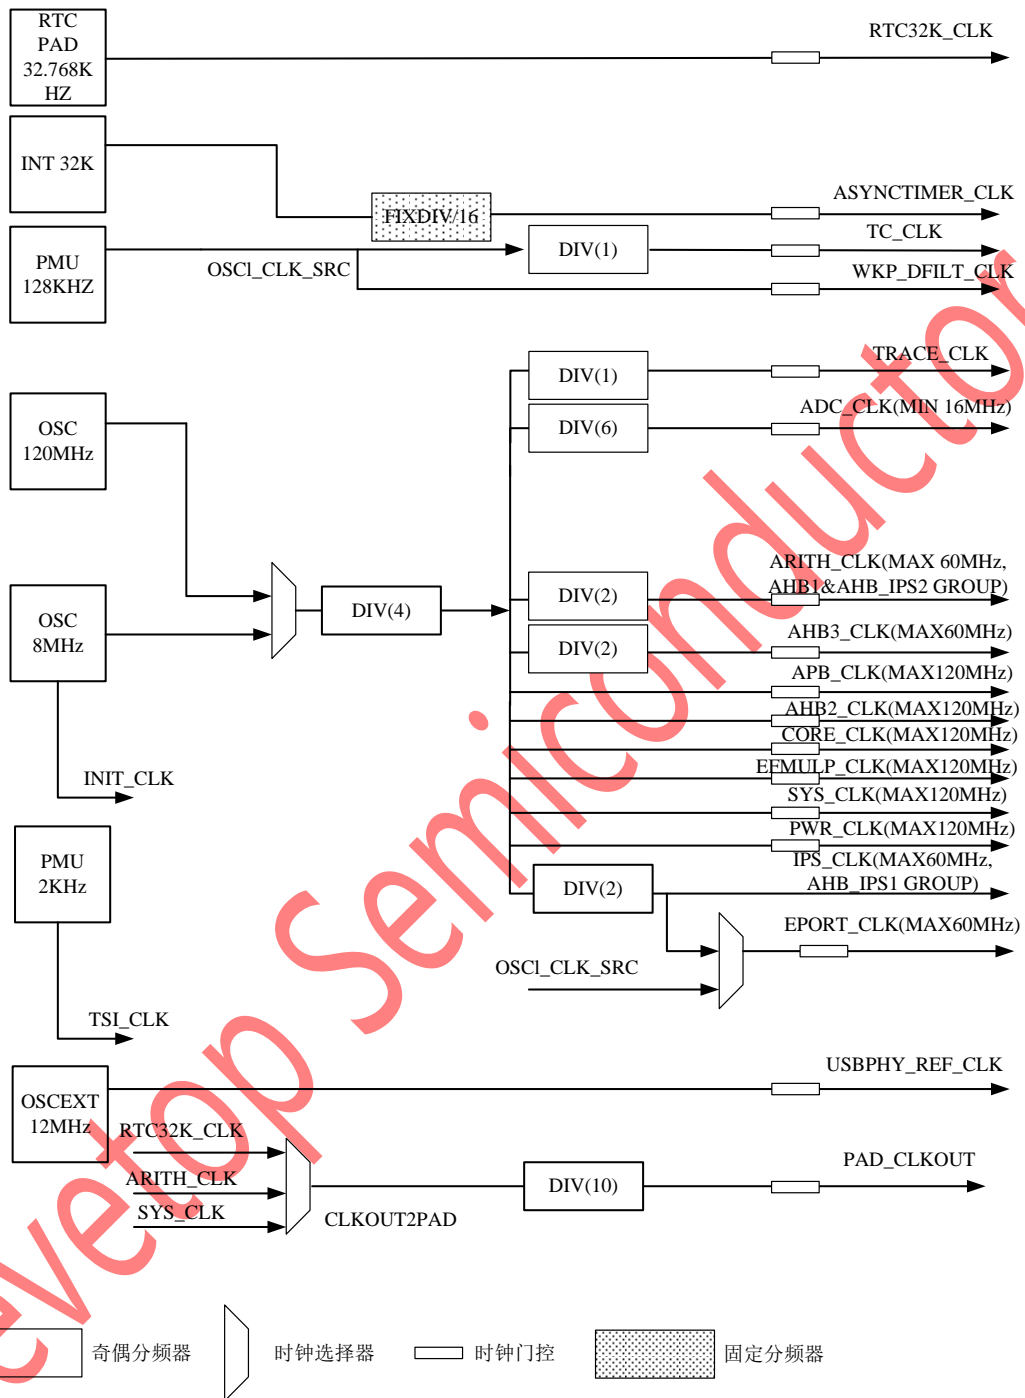 RTC
PAD
32.768K
HZ
RTC32K_CLK
INT 32K
FIXDIV/16
ASYNCTIMER_CLK
PMU
128KHZ
OSCl_CLK_SRC
DIV(1)
TC_CLK
WKP_DFILT_CLK
OSC
120MHz
DIV(1)
TRACE_CLK
DIV(6)
ADC_CLK(MIN 16MHz)
OSC
8MHz
DIV(4)
DIV(2)
ARITH_CLK(MAX 60MHz,
AHB1&AHB_IPS2 GROUP)
DIV(2)
AHB3_CLK(MAX60MHz)
APB_CLK(MAX120MHz)
AHB2_CLK(MAX120MHz)
CORE_CLK(MAX120MHz)
EFMULP_CLK(MAX120MHz)
SYS_CLK(MAX120MHz)
PWR_CLK(MAX120MHz)
INIT_CLK
DIV(2)
IPS_CLK(MAX60MHz,
AHB_IPS1 GROUP)
EPORT_CLK(MAX60MHz)
OSCl_CLK_SRC
PMU
2KHz
TSI_CLK
OSCEXT
12MHz
USBPHY_REF_CLK
RTC32K_CLK
ARITH_CLK
SYS_CLK
CLKOUT2PAD
DIV(10)
PAD_CLKOUT
奇偶分频器
时钟选择器
时钟门控
固定分频器
evetop Semiconductor